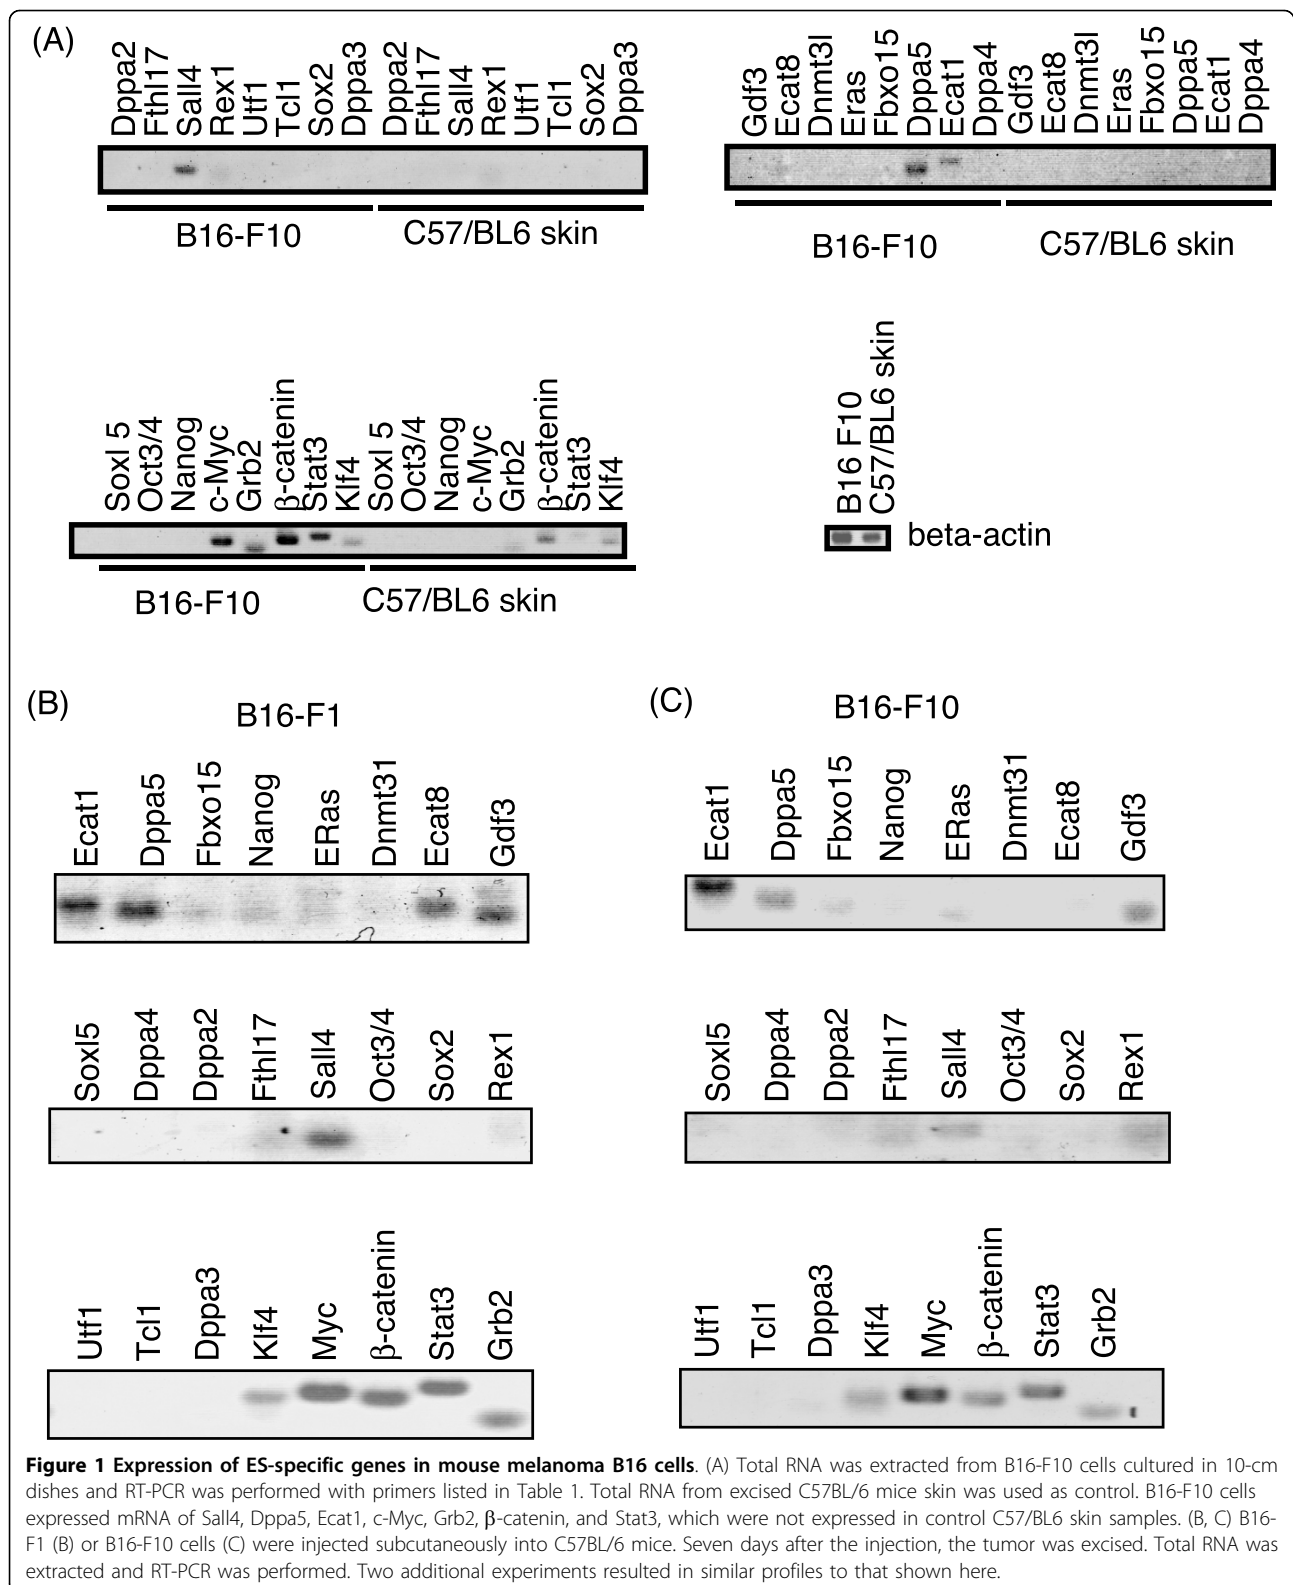 (A)
Dppa2 Fthl17 Sall4 Rex1 Utf1 Tcl1 Sox2 Dppa3 Dppa2 Fthl17 Sall4 Rex1 Utf1 Tcl1 Sox2 Dppa3
B16-F10 C57/BL6 skin
Gdf3 Ecat8 Dnmt3l Eras Fbxo15 Dppa5 Ecat1 Dppa4 Gdf3 Ecat8 Dnmt3l Eras Fbxo15 Dppa5 Ecat1 Dppa4
B16-F10 C57/BL6 skin
Soxl 5 Oct3/4 Nanog c-Myc Grb2 β-catenin Stat3 Klf4 Soxl 5 Oct3/4 Nanog c-Myc Grb2 β-catenin Stat3 Klf4
B16-F10 C57/BL6 skin
B16 F10 C57/BL6 skin
beta-actin
(B)
B16-F1
Ecat1 Dppa5 Fbxo15 Nanog ERas Dnmt31 Ecat8 Gdf3
Soxl5 Dppa4 Dppa2 Fthl17 Sall4 Oct3/4 Sox2 Rex1
Utf1 Tcl1 Dppa3 Klf4 Myc β-catenin Stat3 Grb2
(C)
B16-F10
Ecat1 Dppa5 Fbxo15 Nanog ERas Dnmt31 Ecat8 Gdf3
Soxl5 Dppa4 Dppa2 Fthl17 Sall4 Oct3/4 Sox2 Rex1
Utf1 Tcl1 Dppa3 Klf4 Myc β-catenin Stat3 Grb2
Figure 1 Expression of ES-specific genes in mouse melanoma B16 cells. (A) Total RNA was extracted from B16-F10 cells cultured in 10-cm
dishes and RT-PCR was performed with primers listed in Table 1. Total RNA from excised C57BL/6 mice skin was used as control. B16-F10 cells
expressed mRNA of Sall4, Dppa5, Ecat1, c-Myc, Grb2, β-catenin, and Stat3, which were not expressed in control C57/BL6 skin samples. (B, C) B16-
F1 (B) or B16-F10 cells (C) were injected subcutaneously into C57BL/6 mice. Seven days after the injection, the tumor was excised. Total RNA was
extracted and RT-PCR was performed. Two additional experiments resulted in similar profiles to that shown here.